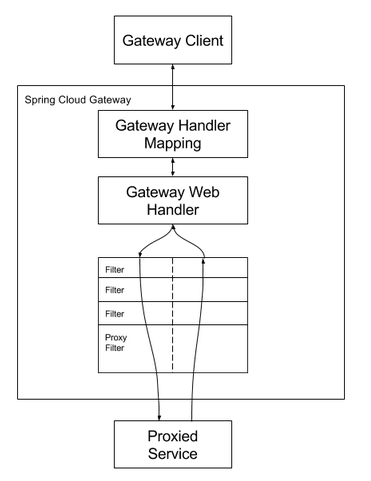 Gateway Client
Spring Cloud Gateway
Gateway Handler
Mapping
Gateway Web
Handler
Filter
Filter
Filter
Proxy
Filter
Proxied
Service